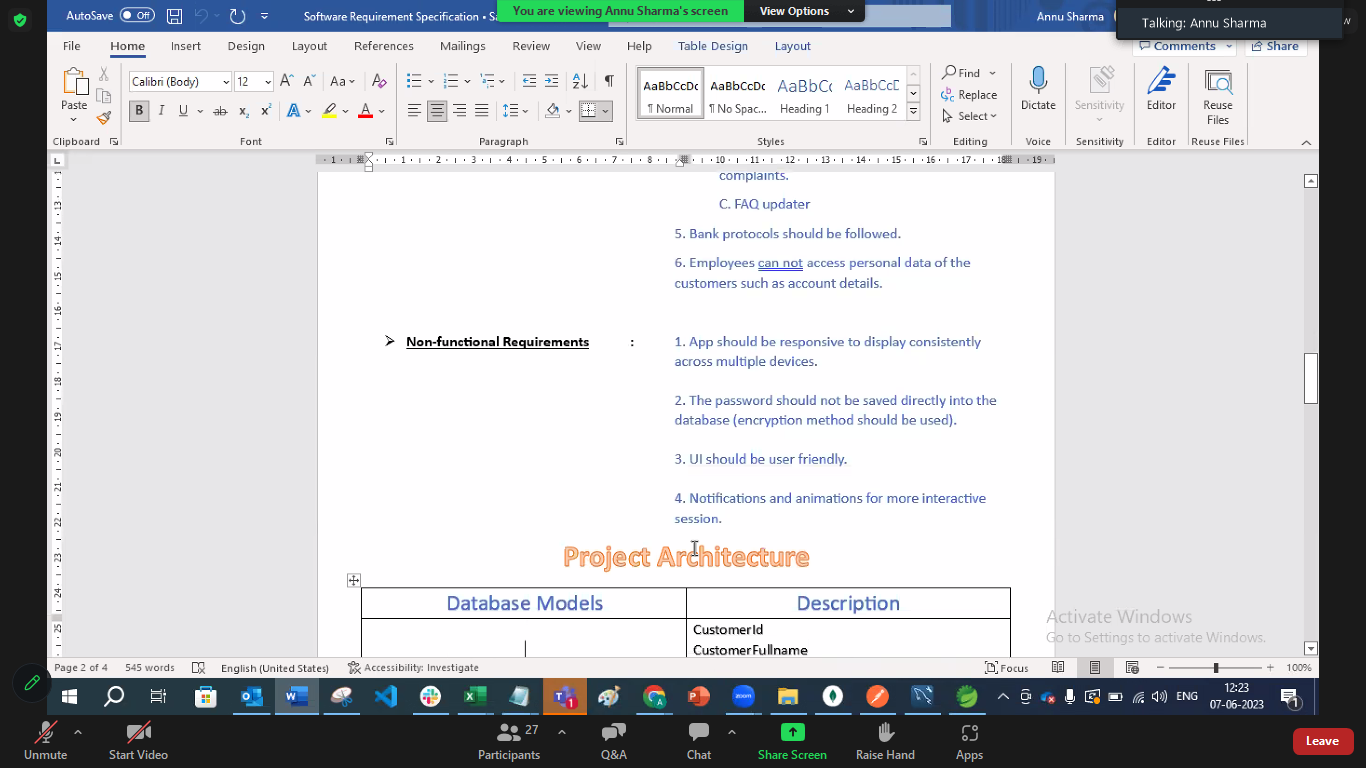 AutoSave Off
Software Requirement Specification
You are viewing Annu Sharma's screen
View Options
Annu Sharma
Talking: Annu Sharma
File Home Insert Design Layout References Mailings Review View Help Table Design Layout
Comments Share
Calibri (Body) 12
Paste
AaBbCcDc AaBbCcDc AaBbCc AaBbCcC
¶ Normal ¶ No Spac... Heading 1 Heading 2
Find
Replace
Select
Dictate
Sensitivity
Editor
Reuse
Files
Clipboard Font Paragraph Styles Editing Voice Sensitivity Editor Reuse Files
complaints.
C. FAQ updater
5. Bank protocols should be followed.
6. Employees can not access personal data of the
customers such as account details.
➢ Non-functional Requirements : 1. App should be responsive to display consistently
across multiple devices.
2. The password should not be saved directly into the
database (encryption method should be used).
3. UI should be user friendly.
4. Notifications and animations for more interactive
session.
Project Architecture
Database Models Description
CustomerId
CustomerFullname
Activate Windows
Go to Settings to activate Windows.
Page 2 of 4 545 words English (United States) Accessibility: Investigate Focus 100%
ENG
12:23
07-06-2023
Unmute Start Video Participants 27 Q&A Chat Share Screen Raise Hand Apps Leave